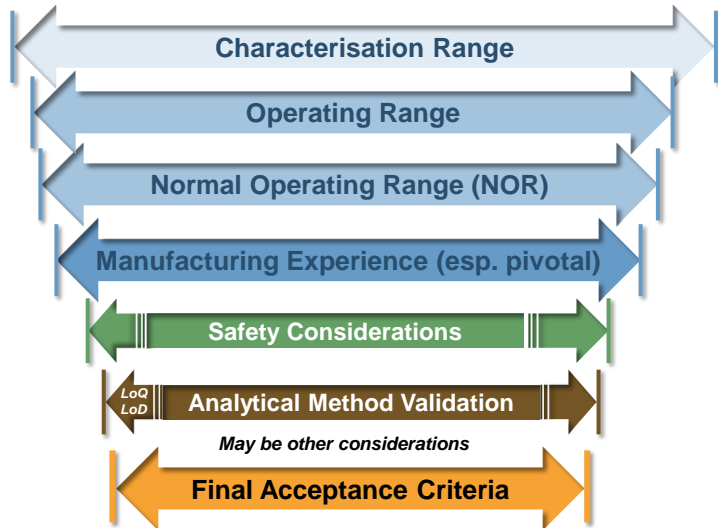 Characterisation Range
Operating Range
Normal Operating Range (NOR)
Manufacturing Experience (esp. pivotal)
Safety Considerations
LoQ
LoD
Analytical Method Validation
May be other considerations
Final Acceptance Criteria